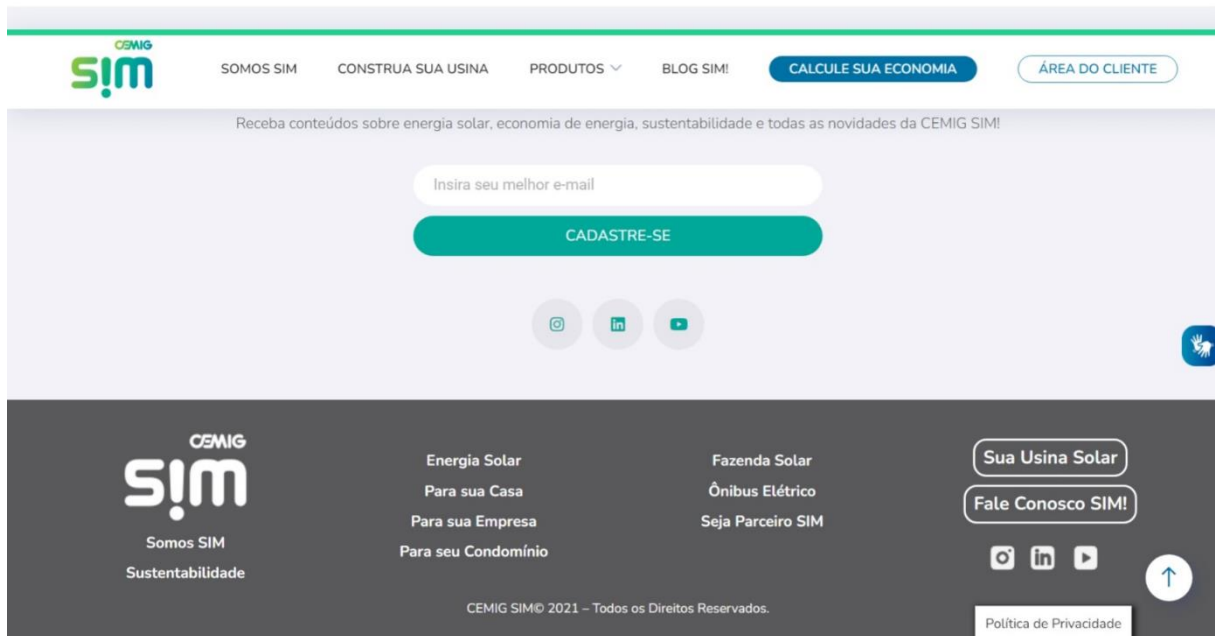 CEMIG
SIM
SOMOS SIM CONSTRUA SUA USINA PRODUTOS BLOG SIM! CALCULE SUA ECONOMIA ÁREA DO CLIENTE
Receba conteúdos sobre energia solar, economia de energia, sustentabilidade e todas as novidades da CEMIG SIM!
Insira seu melhor e-mail
CADASTRE-SE
CEMIG
SIM
Somos SIM
Sustentabilidade
Energia Solar
Para sua Casa
Para sua Empresa
Para seu Condomínio
Fazenda Solar
Ônibus Elétrico
Seja Parceiro SIM
Sua Usina Solar
Fale Conosco SIM!
CEMIG SIM© 2021 – Todos os Direitos Reservados.
Política de Privacidade